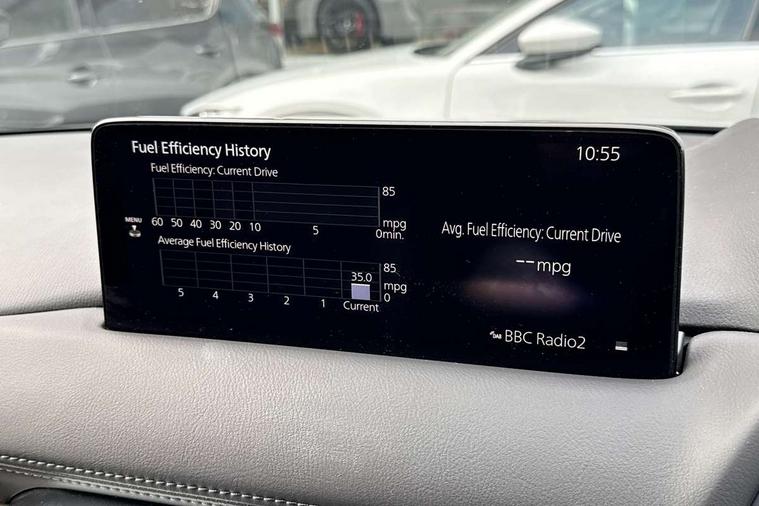 Fuel Efficiency History
10:55
Fuel Efficiency: Current Drive
85
mpg
60 50 40 30 20 10 5 0min.
MENU
Average Fuel Efficiency History
85
35.0
mpg
0
5 4 3 2 1 Current
Avg. Fuel Efficiency: Current Drive
--mpg
DAB BBC Radio2